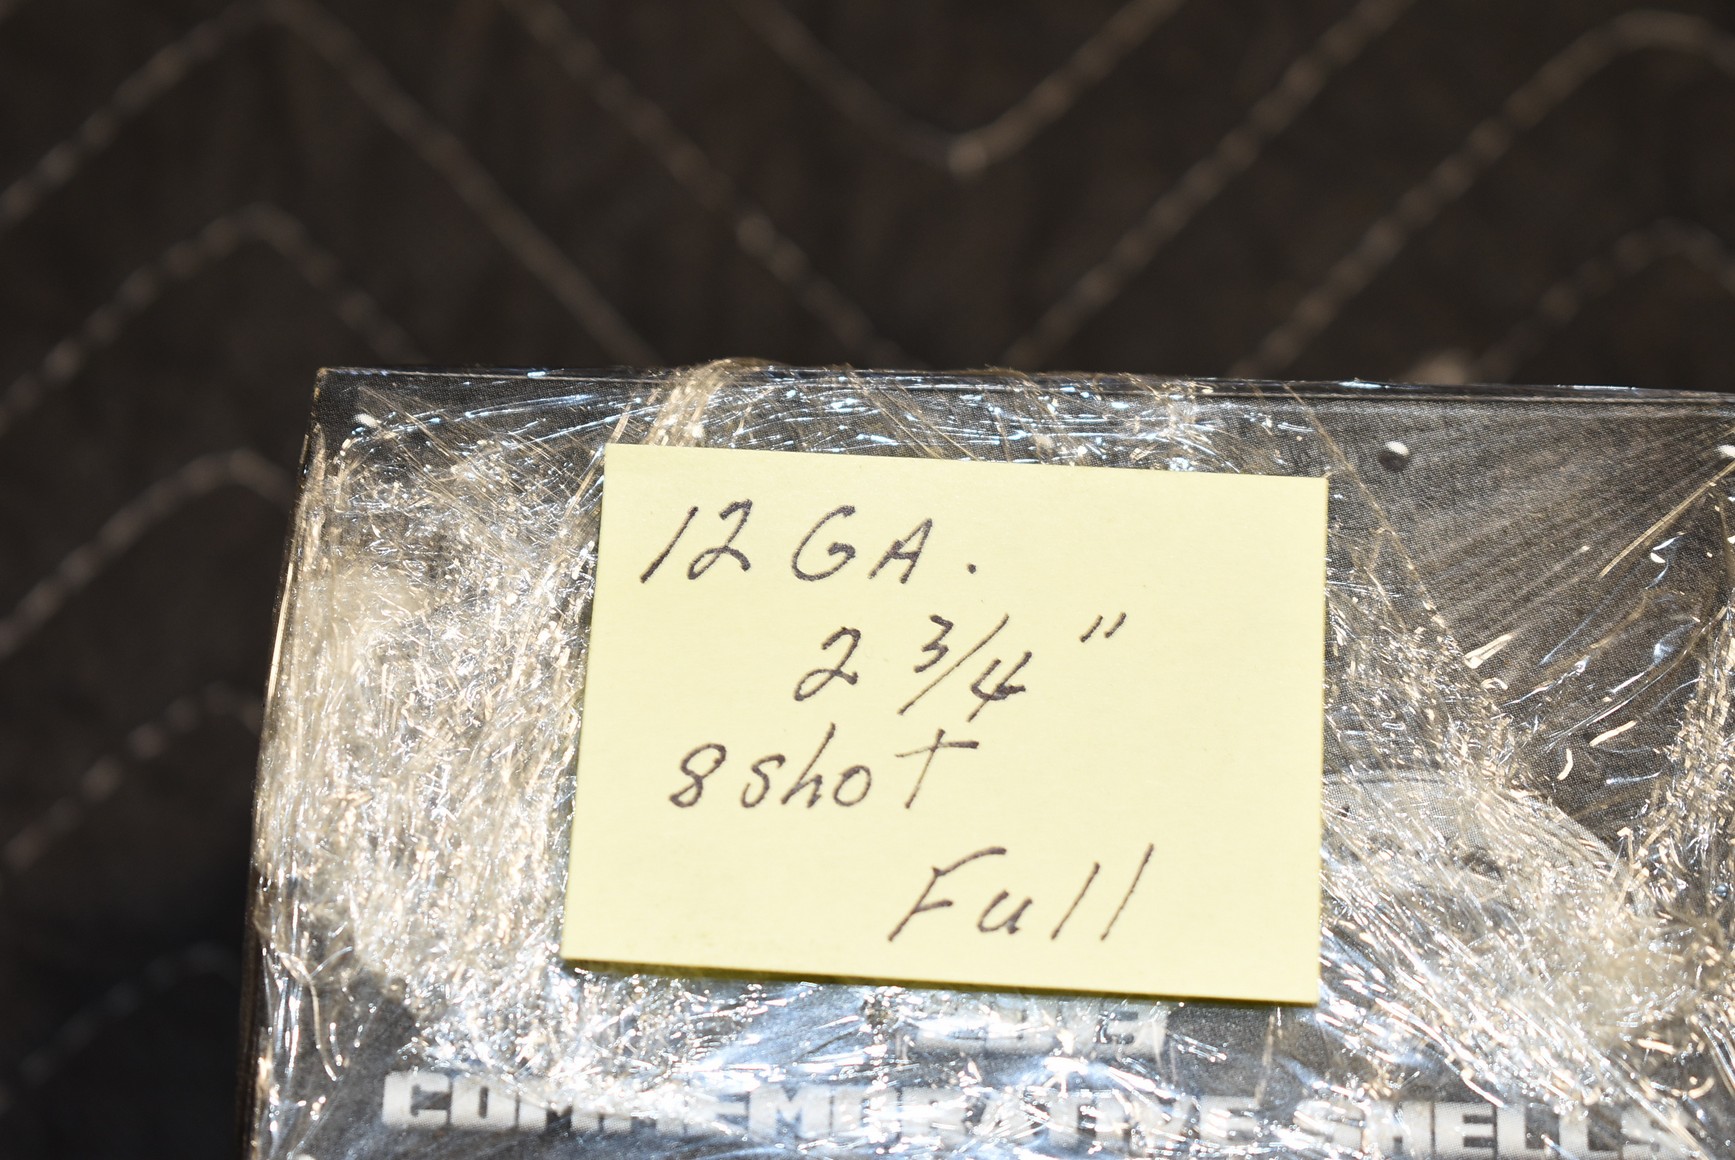 12 GA.
2 3/4"
8 shot
Full
COMMEMORATIVE SHELLS